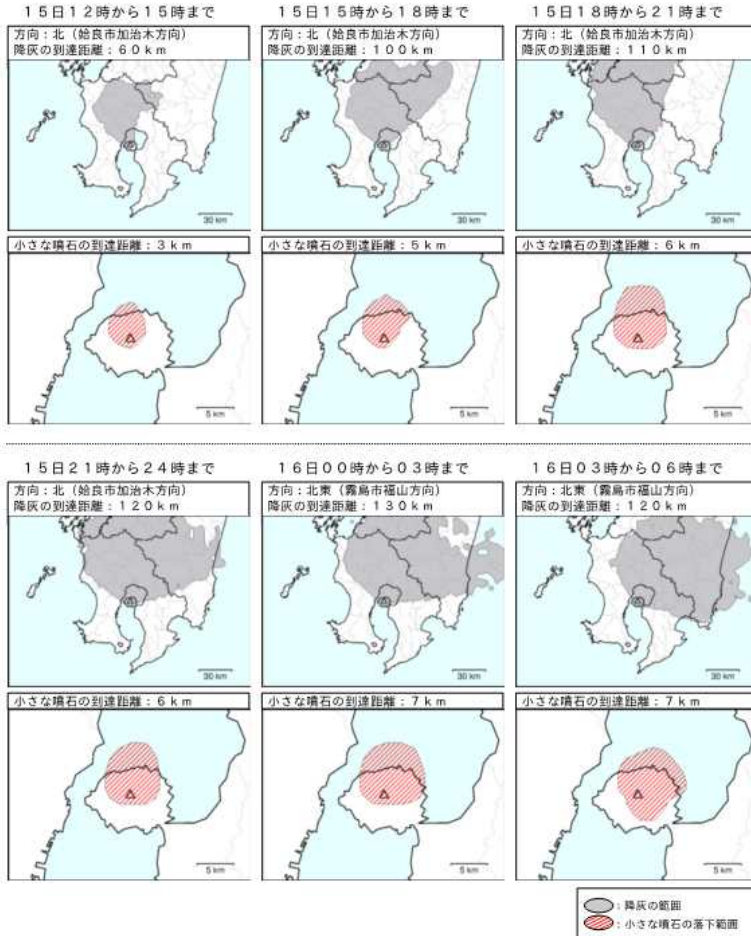 １５日１２時から１５時まで
方向：北（姶良市加治木方向）
降灰の到達距離：６０ｋｍ
30 km
小さな噴石の到達距離：３ｋｍ
5 km
１５日１５時から１８時まで
方向：北（姶良市加治木方向）
降灰の到達距離：１００ｋｍ
30 km
小さな噴石の到達距離：５ｋｍ
5 km
１５日１８時から２１時まで
方向：北（姶良市加治木方向）
降灰の到達距離：１１０ｋｍ
30 km
小さな噴石の到達距離：６ｋｍ
5 km
１５日２１時から２４時まで
方向：北（姶良市加治木方向）
降灰の到達距離：１２０ｋｍ
30 km
小さな噴石の到達距離：６ｋｍ
5 km
１６日００時から０３時まで
方向：北東（霧島市福山方向）
降灰の到達距離：１３０ｋｍ
30 km
小さな噴石の到達距離：７ｋｍ
5 km
１６日０３時から０６時まで
方向：北東（霧島市福山方向）
降灰の到達距離：１２０ｋｍ
30 km
小さな噴石の到達距離：７ｋｍ
5 km
：降灰の範囲
：小さな噴石の落下範囲